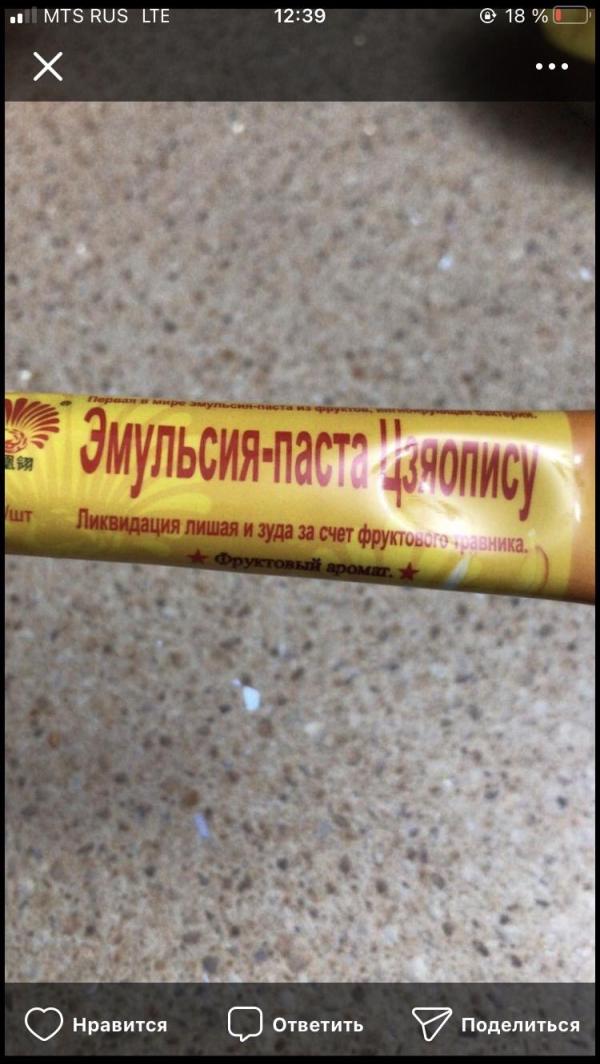 MTS RUS LTE 12:39 18 %
Первая в мире эмульсия-паста из фруктов, ингибирующая бактерии.
Эмульсия-паста Цзяопису
/шт
Ликвидация лишая и зуда за счет фруктового травника.
★ Фруктовый аромат. ★
Нравится Ответить Поделиться